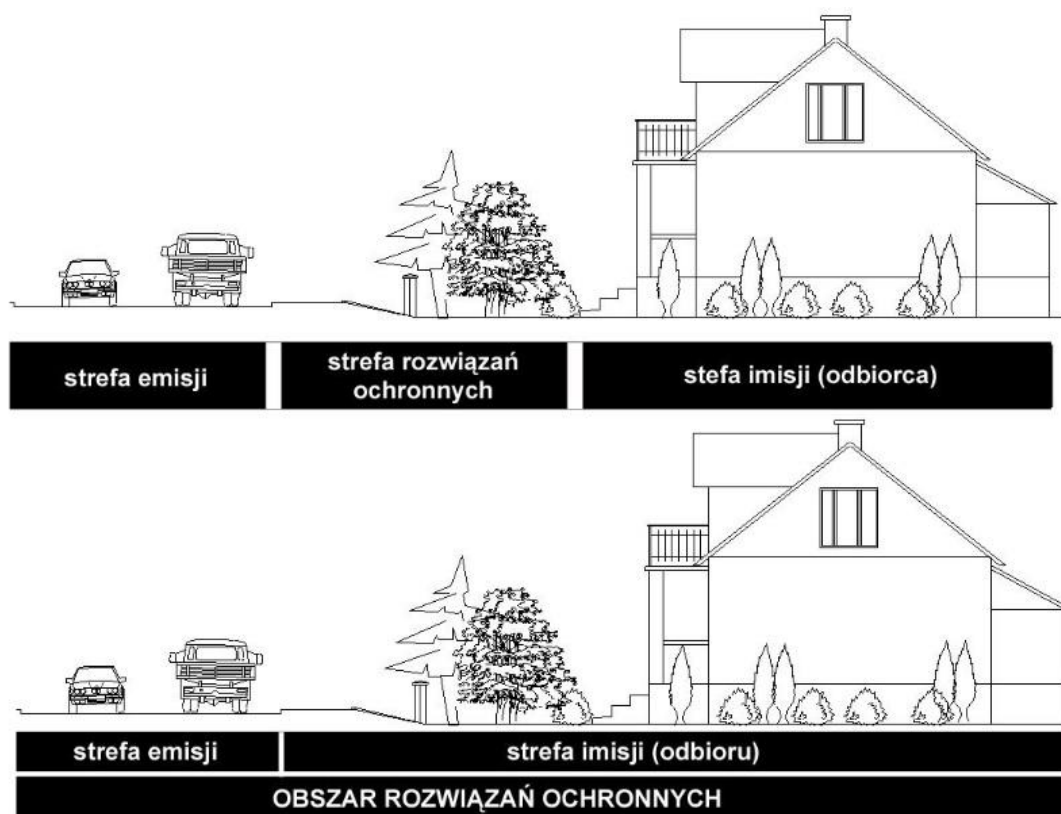 strefa emisji
strefa rozwiązań
ochronnych
stefa imisji (odbiorca)
strefa emisji
strefa imisji (odbioru)
OBSZAR ROZWIĄZAŃ OCHRONNYCH